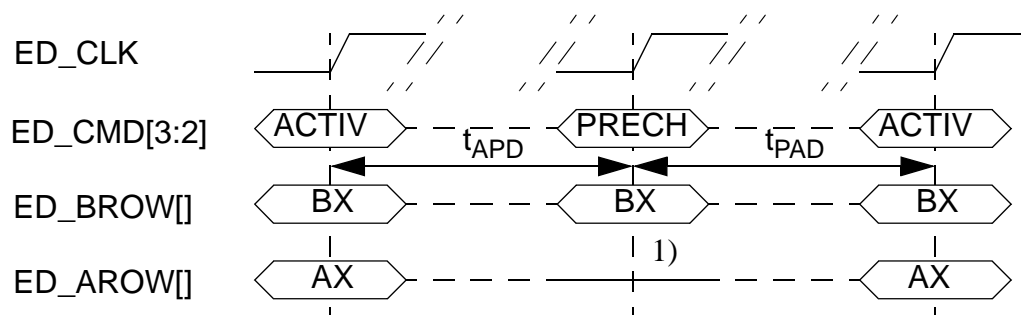 ED_CLK
ED_CMD[3:2] ACTIV PRECH ACTIV
tAPD tPAD
ED_BROW[] BX BX BX
1)
ED_AROW[] AX AX